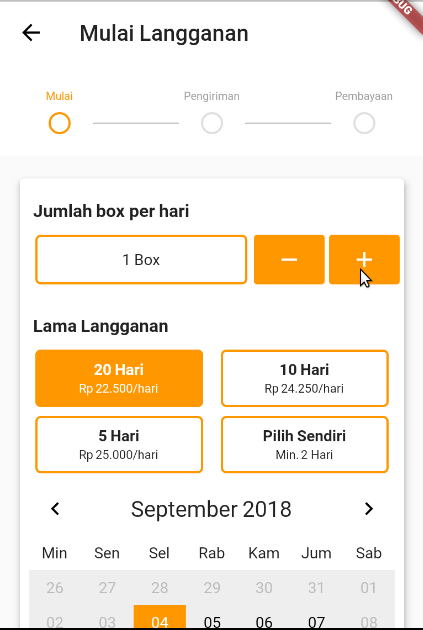 BUG
Mulai Langganan
Mulai Pengiriman Pembayaan
Jumlah box per hari
1 Box − +
Lama Langganan
20 Hari 10 Hari
Rp 22.500/hari Rp 24.250/hari
5 Hari Pilih Sendiri
Rp 25.000/hari Min. 2 Hari
September 2018
Min Sen Sel Rab Kam Jum Sab
26 27 28 29 30 31 01
02 03 04 05 06 07 08